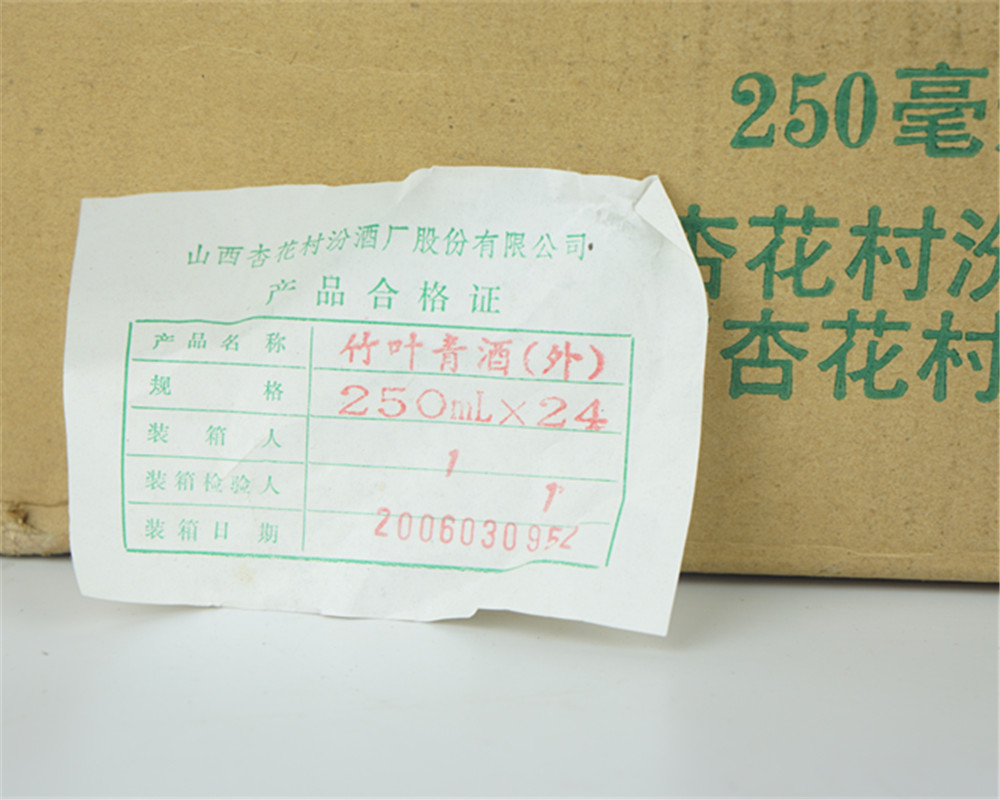 250毫
杏花村汾
杏花村
山西杏花村汾酒厂股份有限公司
产品合格证
产品名称 竹叶青酒(外)
规格 250mL×24
装箱人 1
装箱检验人 1
装箱日期 20060309